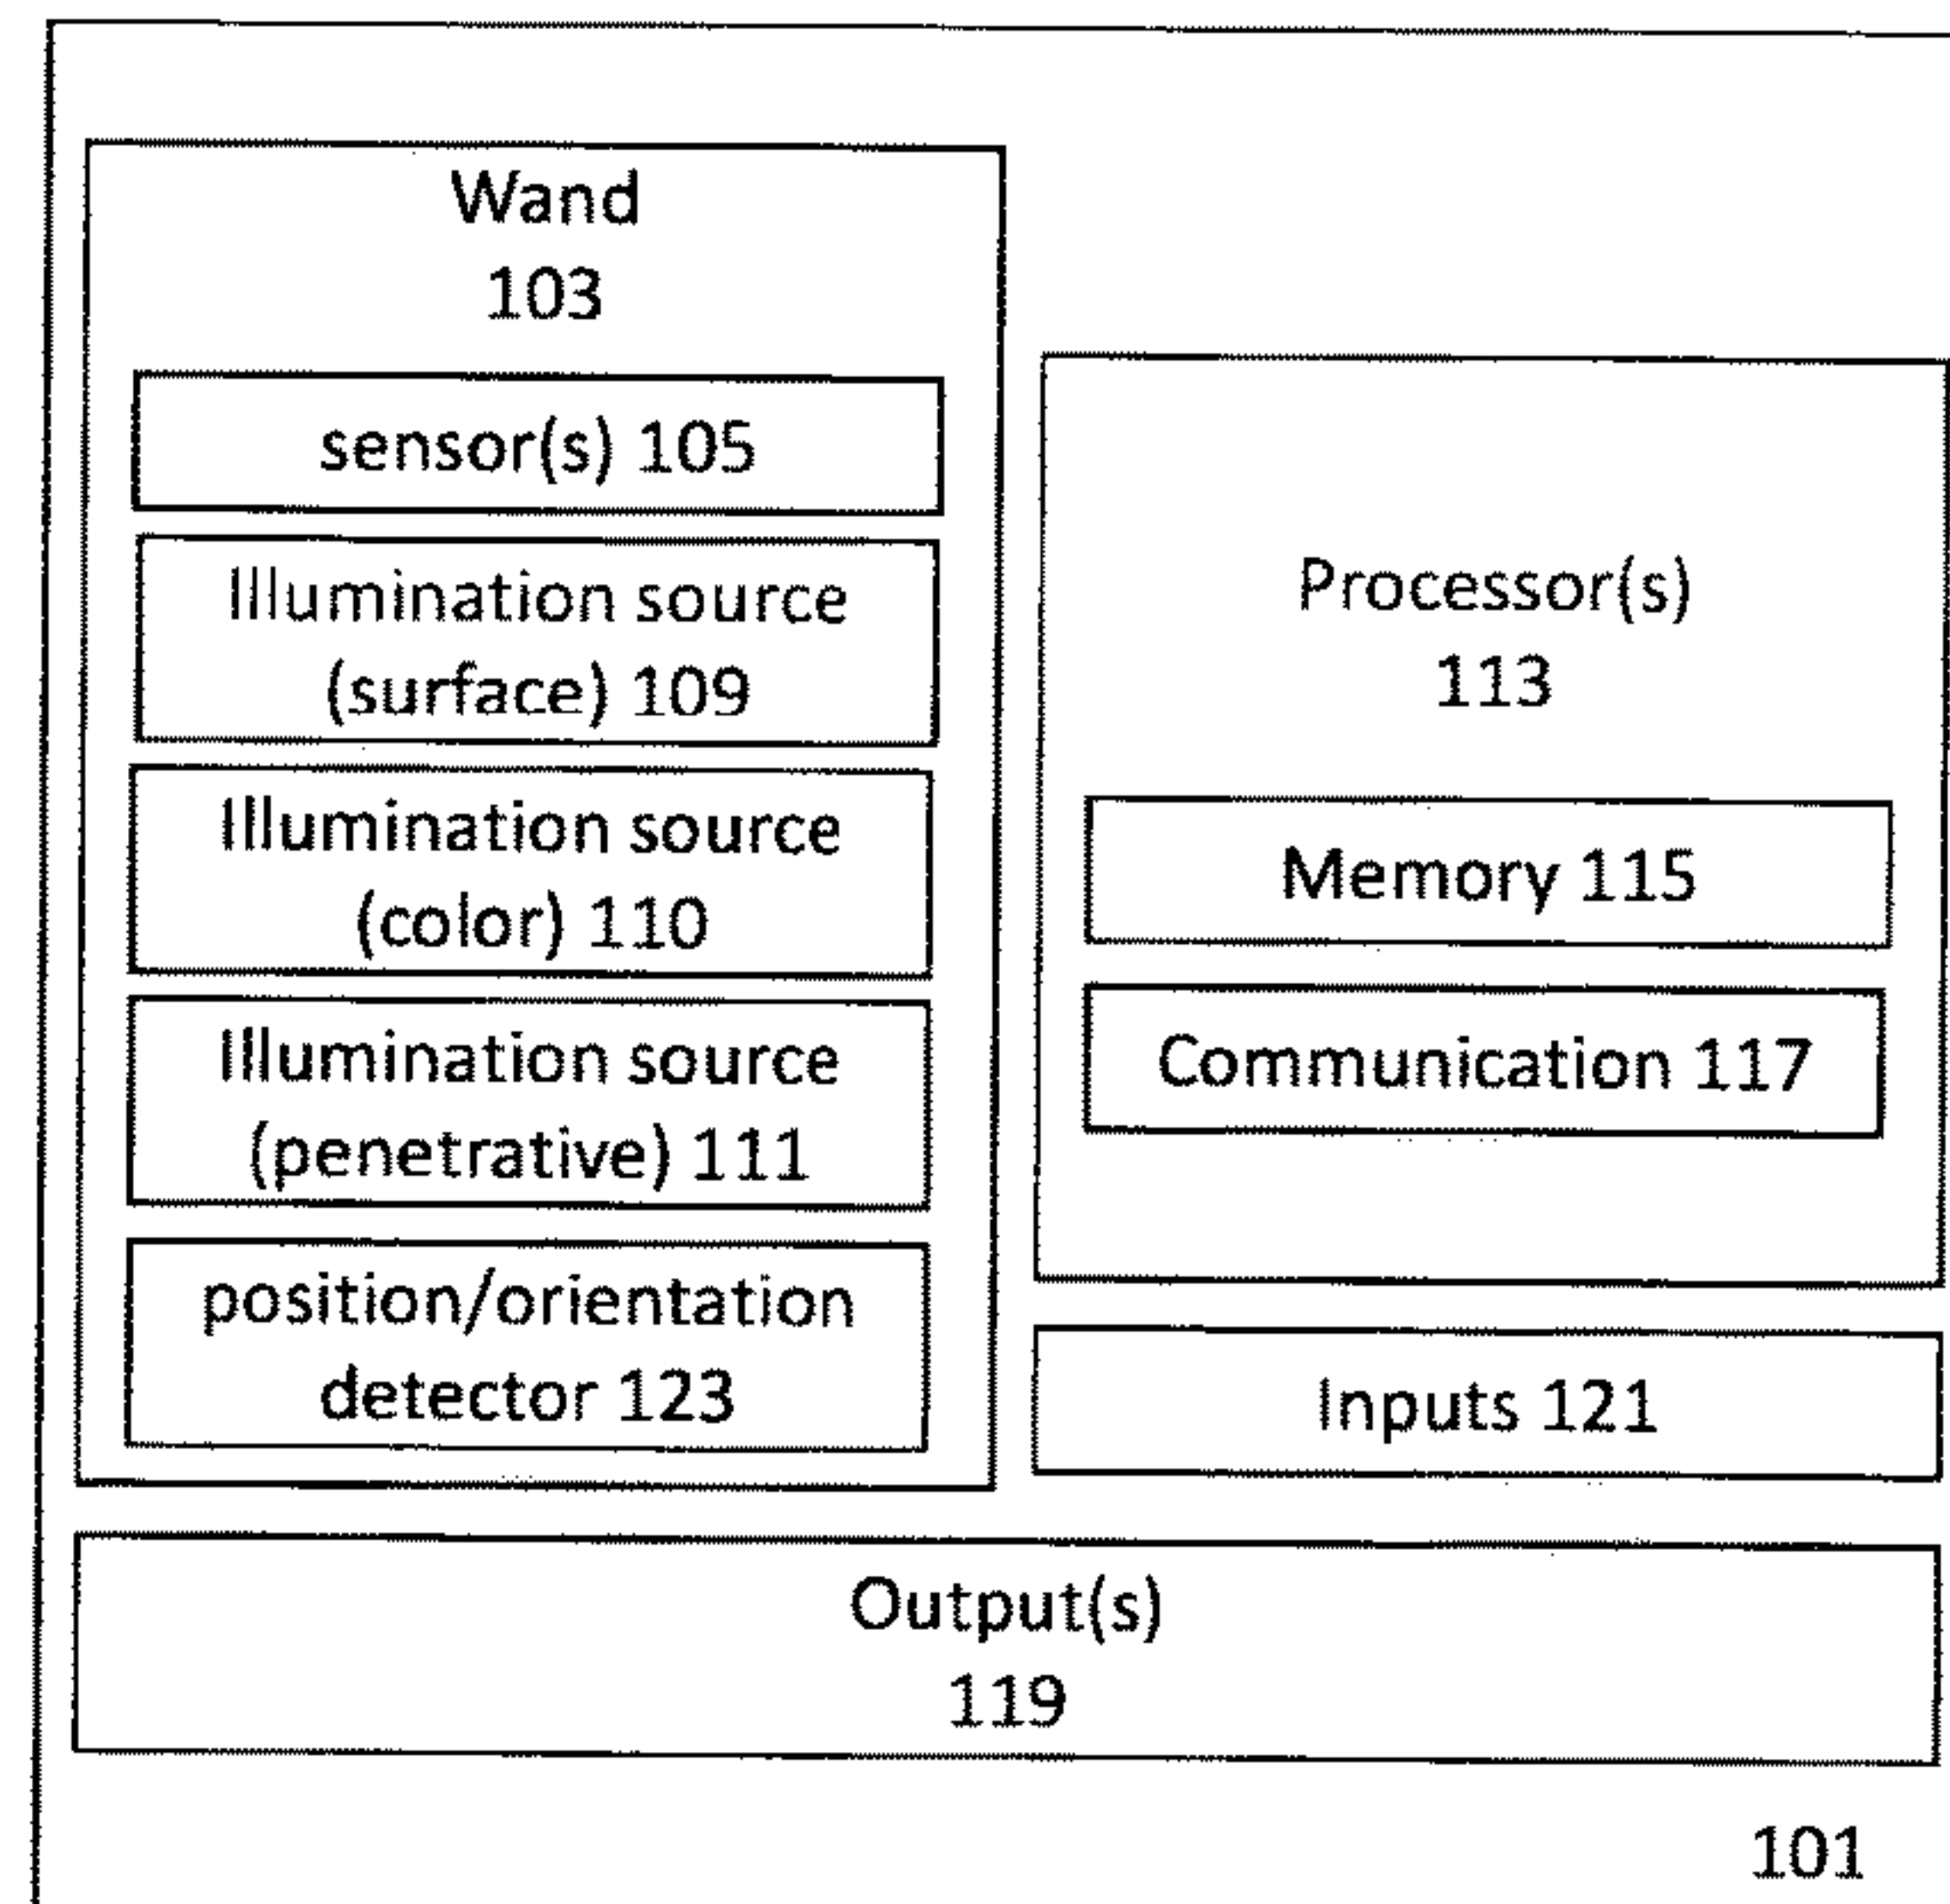 Wand
103
sensor(s) 105
Illumination source
(surface) 109
Illumination source
(color) 110
Illumination source
(penetrative) 111
position/orientation
detector 123
Processor(s)
113
Memory 115
Communication 117
Inputs 121
Output(s)
119
101